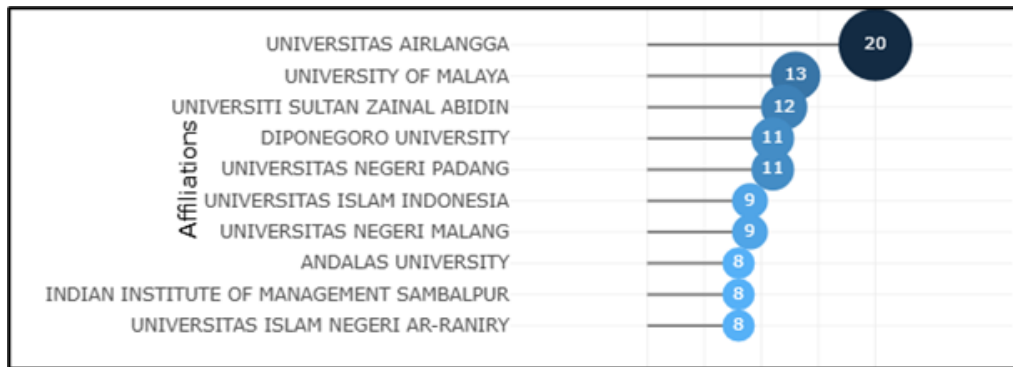 Affiliations
UNIVERSITAS AIRLANGGA 20
UNIVERSITY OF MALAYA 13
UNIVERSITI SULTAN ZAINAL ABIDIN 12
DIPONEGORO UNIVERSITY 11
UNIVERSITAS NEGERI PADANG 11
UNIVERSITAS ISLAM INDONESIA 9
UNIVERSITAS NEGERI MALANG 9
ANDALAS UNIVERSITY 8
INDIAN INSTITUTE OF MANAGEMENT SAMBALPUR 8
UNIVERSITAS ISLAM NEGERI AR-RANIRY 8